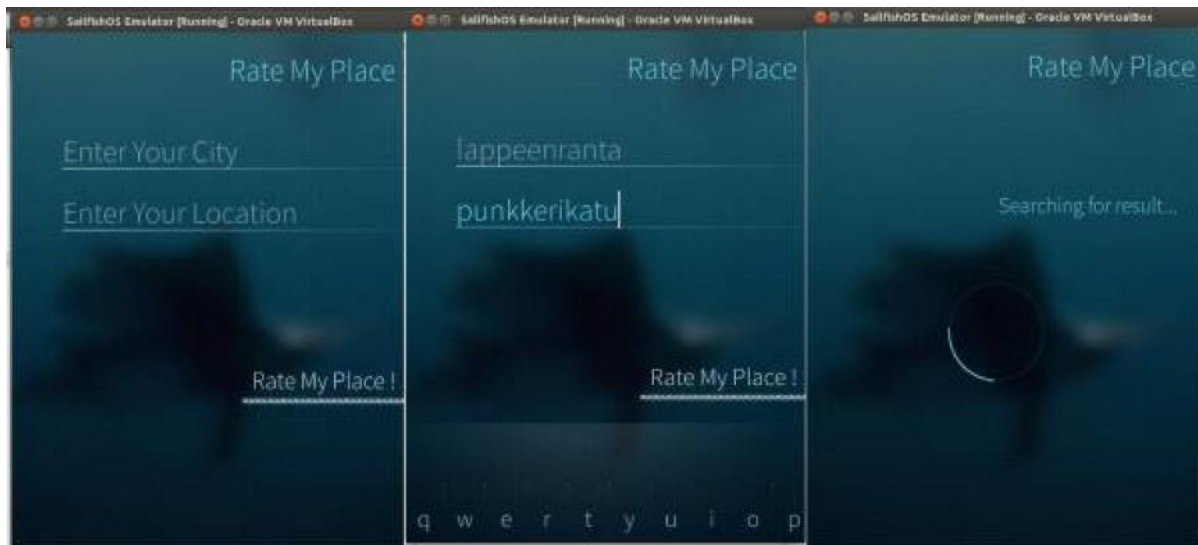 SailfishOS Emulator [Running] - Oracle VM VirtualBox
Rate My Place
Enter Your City
Enter Your Location
Rate My Place !
SailfishOS Emulator [Running] - Oracle VM VirtualBox
Rate My Place
lappeenranta
punkkerikatu
Rate My Place !
q w e r t y u i o p
SailfishOS Emulator [Running] - Oracle VM VirtualBox
Rate My Place
Searching for result...